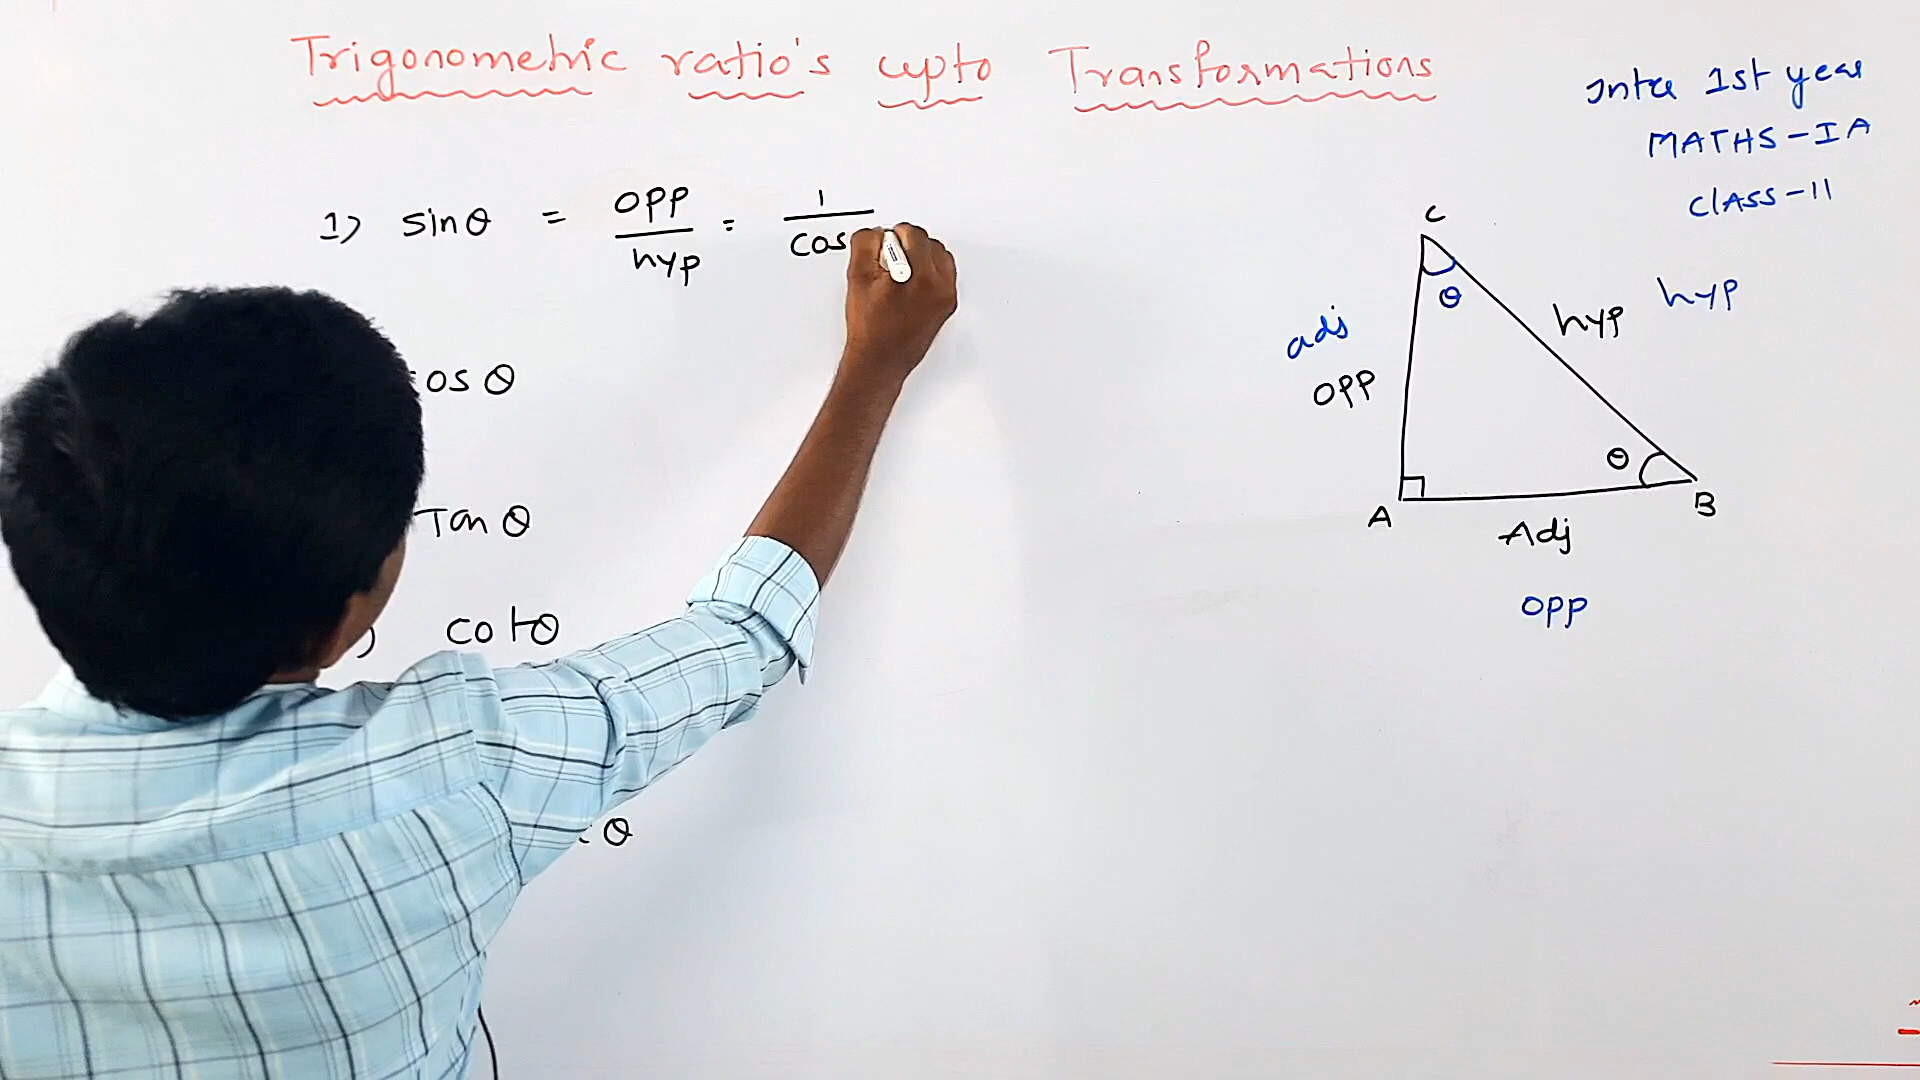 Trigonometric ratio's upto Transformations
Inter 1st year
MATHS-IA
ClASS-11
1) sinθ = opp/hyp = 1/cos
osθ
Tanθ
) cotθ
θ
C
θ
hyp
hyp
adj
opp
θ
A
B
Adj
opp